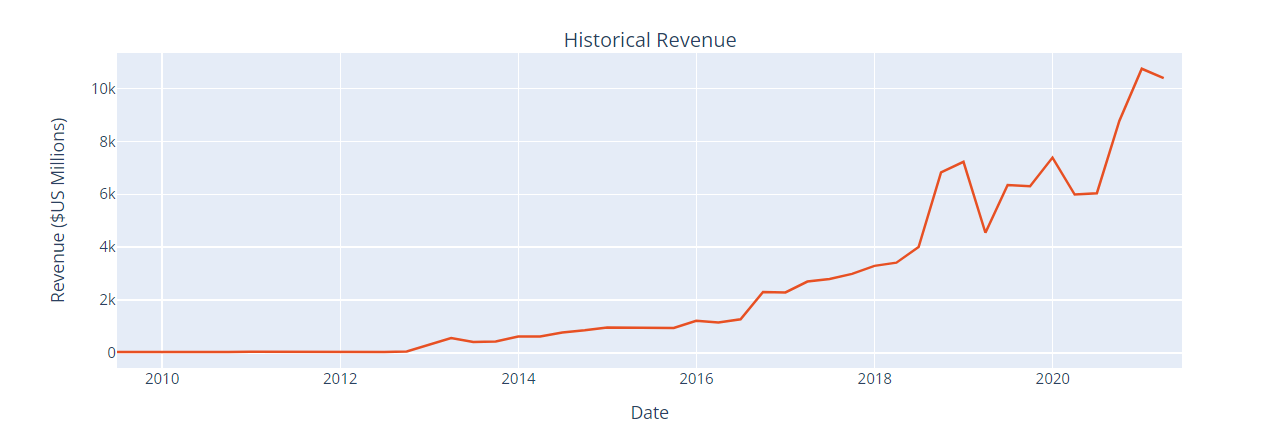 Historical Revenue
Revenue ($US Millions)
10k
8k
6k
4k
2k
0
2010 2012 2014 2016 2018 2020
Date